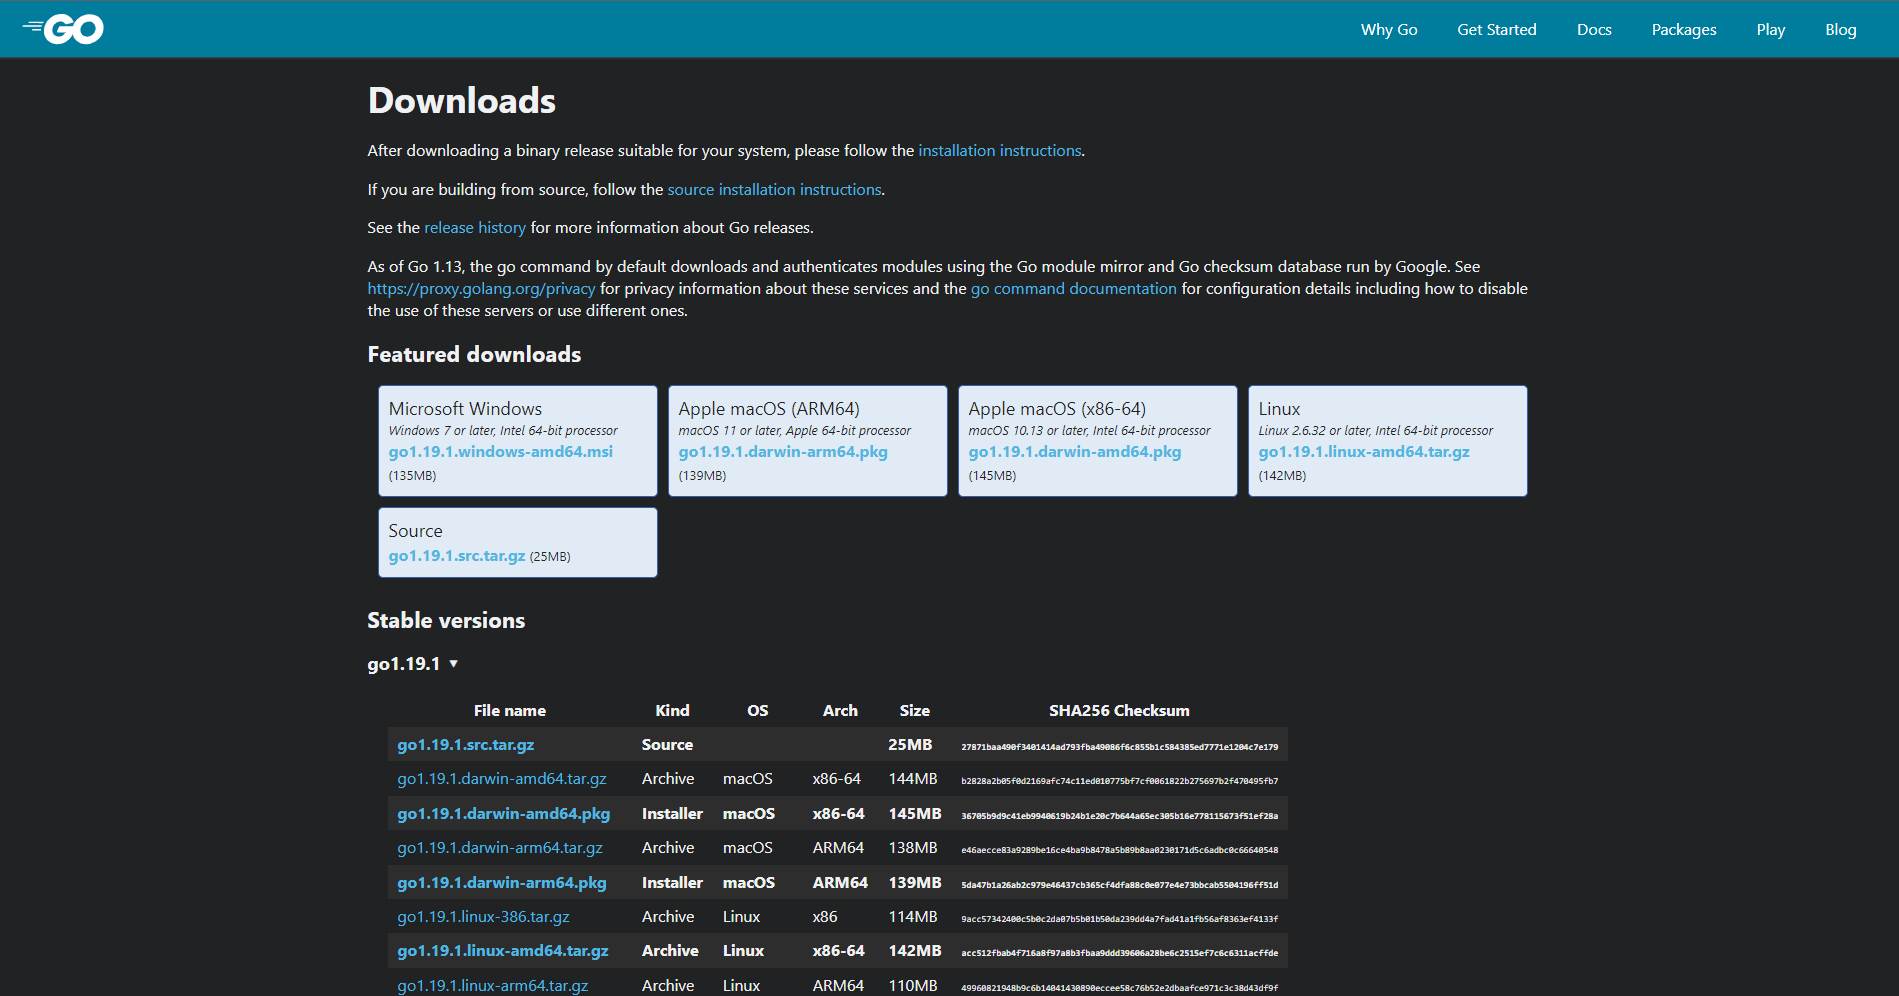 GO
Why Go Get Started Docs Packages Play Blog
Downloads
After downloading a binary release suitable for your system, please follow the installation instructions.
If you are building from source, follow the source installation instructions.
See the release history for more information about Go releases.
As of Go 1.13, the go command by default downloads and authenticates modules using the Go module mirror and Go checksum database run by Google. See
https://proxy.golang.org/privacy for privacy information about these services and the go command documentation for configuration details including how to disable
the use of these servers or use different ones.
Featured downloads
Microsoft Windows
Windows 7 or later, Intel 64-bit processor
go1.19.1.windows-amd64.msi
(135MB)
Apple macOS (ARM64)
macOS 11 or later, Apple 64-bit processor
go1.19.1.darwin-arm64.pkg
(139MB)
Apple macOS (x86-64)
macOS 10.13 or later, Intel 64-bit processor
go1.19.1.darwin-amd64.pkg
(145MB)
Linux
Linux 2.6.32 or later, Intel 64-bit processor
go1.19.1.linux-amd64.tar.gz
(142MB)
Source
go1.19.1.src.tar.gz (25MB)
Stable versions
go1.19.1 ▾
File name Kind OS Arch Size SHA256 Checksum
go1.19.1.src.tar.gz Source 25MB 27871baa490f3401414ad793fba49086f6c855b1c584385ed7771e1204c7e179
go1.19.1.darwin-amd64.tar.gz Archive macOS x86-64 144MB b2828a2b05f0d2169afc74c11ed010775bf7cf0061822b275697b2f470495fb7
go1.19.1.darwin-amd64.pkg Installer macOS x86-64 145MB 36705b9d9c41eb9940619b24b1e20c7b644a65ec305b16e778115673f51ef28a
go1.19.1.darwin-arm64.tar.gz Archive macOS ARM64 138MB e46aecce83a9289be16ce4ba9b8478a5b89b8aa0230171d5c6adbc0c66640548
go1.19.1.darwin-arm64.pkg Installer macOS ARM64 139MB 5da47b1a26ab2c979e46437cb365cf4dfa88c0e077e4e73bbcab5504196ff51d
go1.19.1.linux-386.tar.gz Archive Linux x86 114MB 9acc57342400c5b0c2da07b5b01b50da239dd4a7fad41a1fb56af8363ef4133f
go1.19.1.linux-amd64.tar.gz Archive Linux x86-64 142MB acc512fbab4f716a8f97a8b3fbaa9ddd39606a28be6c2515ef7c6c6311acffde
go1.19.1.linux-arm64.tar.gz Archive Linux ARM64 110MB 49960821948b9c6b14041430890eccee58c76b52e2dbaafce971c3c38d43df9f